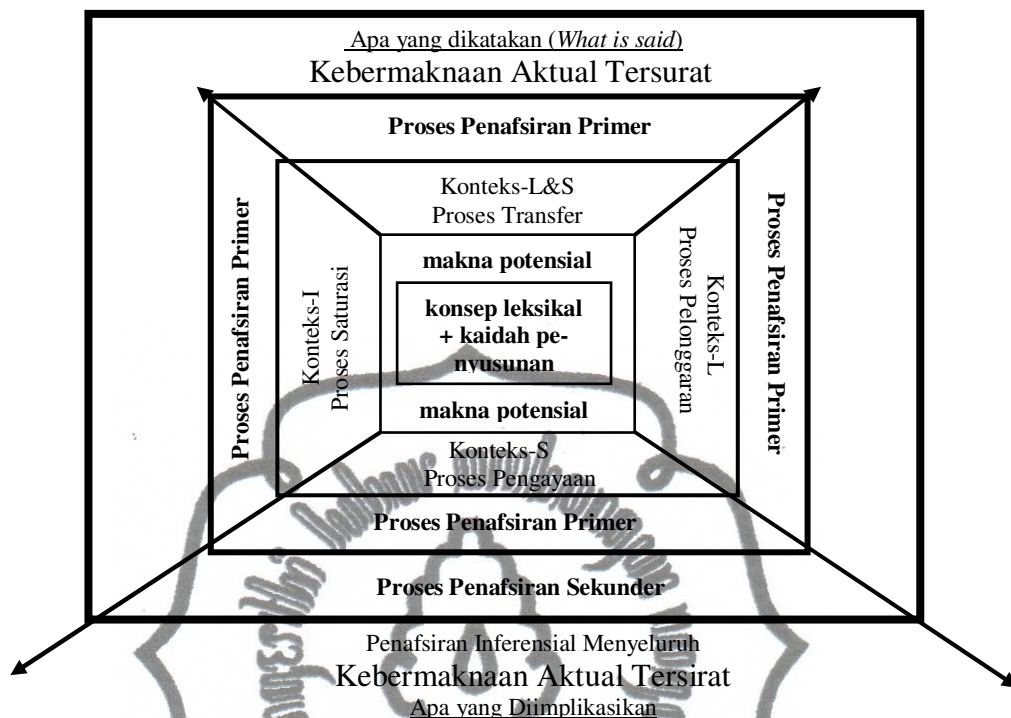 Apa yang dikatakan (What is said)
Kebermaknaan Aktual Tersurat
Proses Penafsiran Primer
Konteks-L&S
Proses Transfer
Proses Penafsiran Primer
Konteks-I
Proses Saturasi
makna potensial
konsep leksikal
+ kaidah pe-
nyusunan
makna potensial
Konteks-L
Proses Pelonggaran
Proses Penafsiran Primer
Konteks-S
Proses Pengayaan
Proses Penafsiran Primer
Proses Penafsiran Sekunder
Penafsiran Inferensial Menyeluruh
Kebermaknaan Aktual Tersirat
Apa yang Diimplikasikan